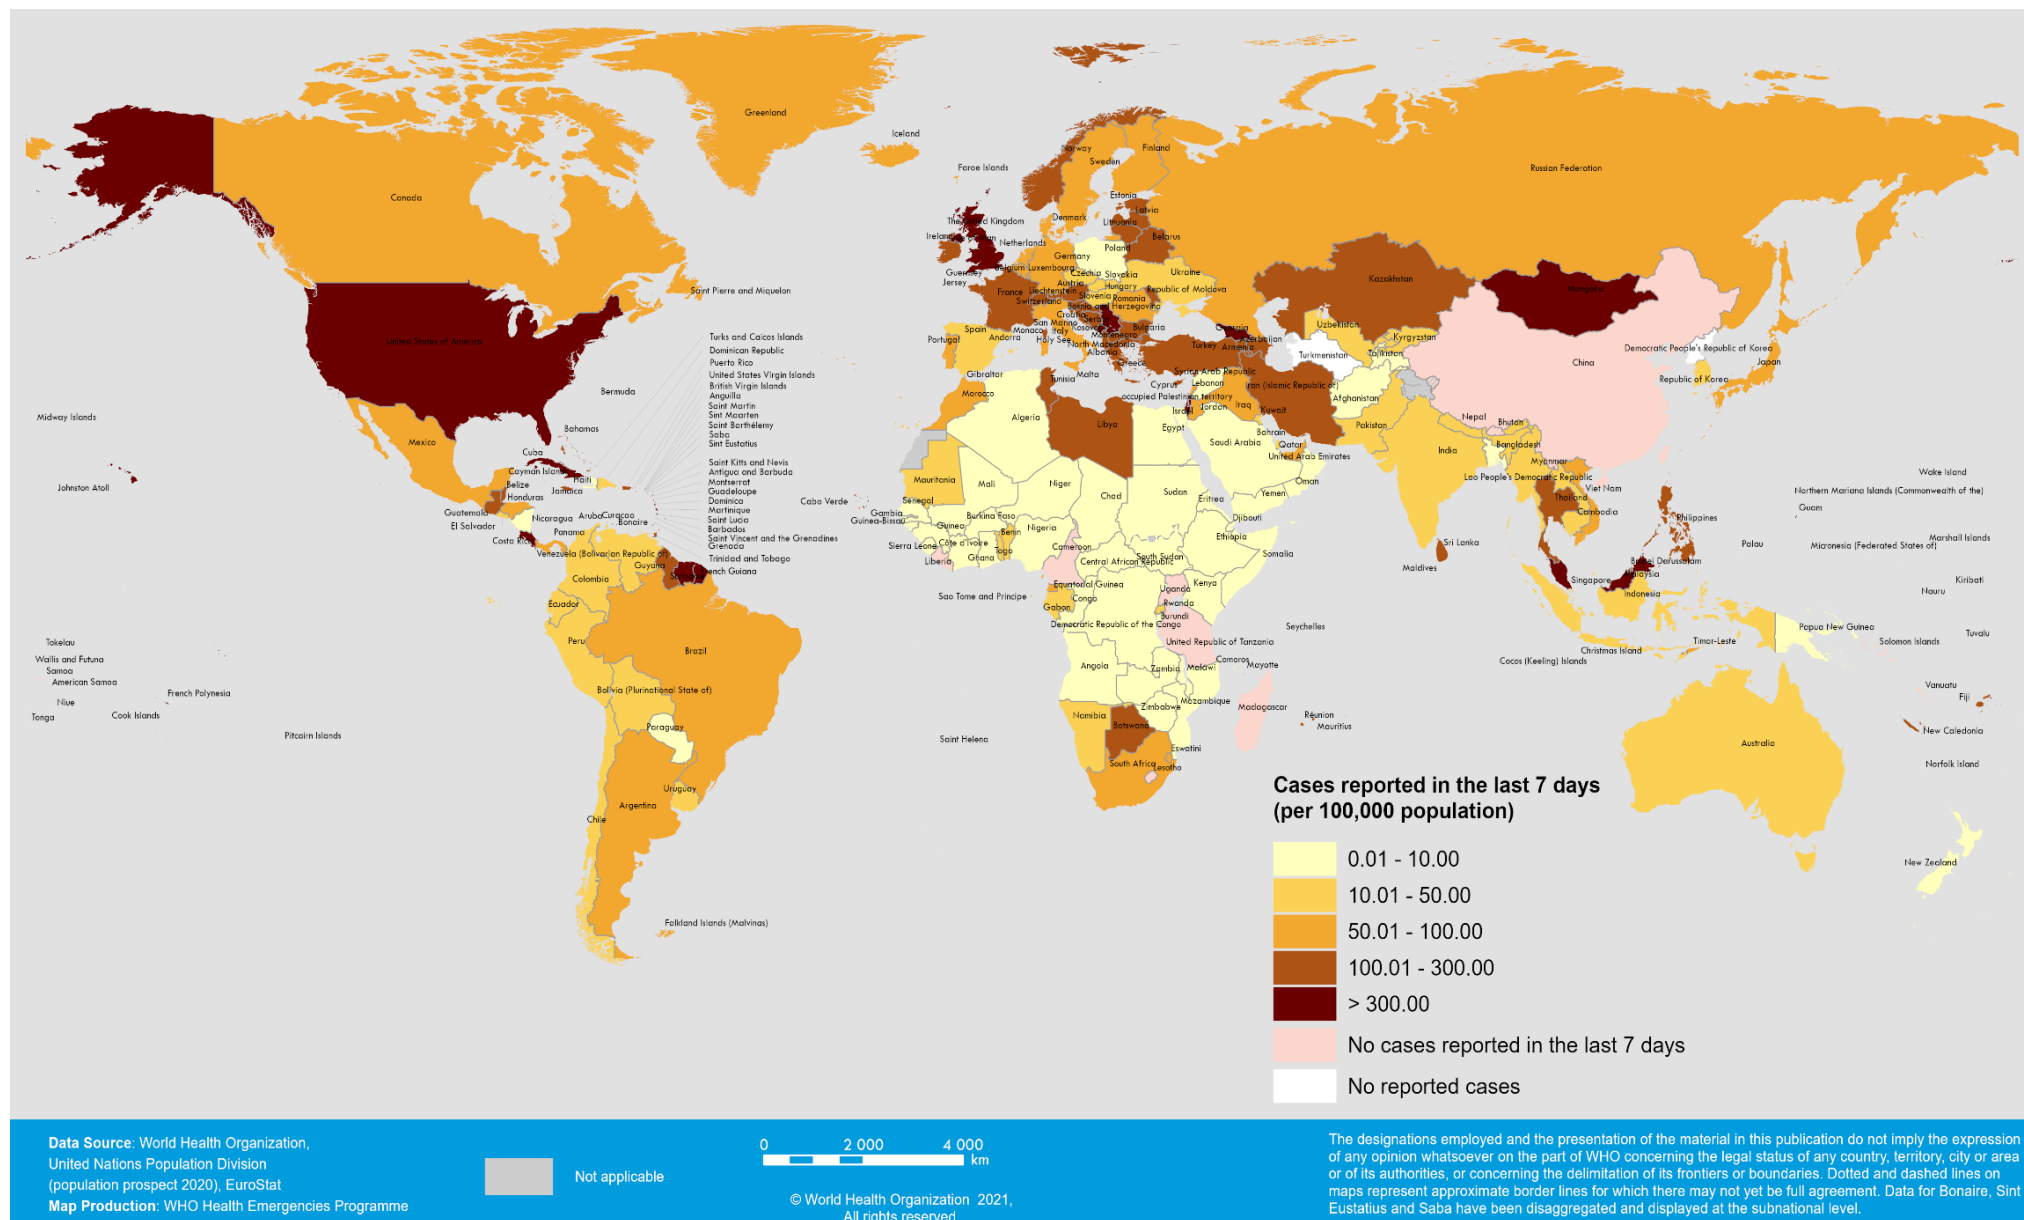 Greenland
Iceland
Faroe Islands
Norway
Sweden
Finland
Russian Federation
Canada
Estonia
Latvia
Lithuania
Denmark
Belarus
The United Kingdom
Ireland
Netherlands
Poland
Germany
Belgium
Luxembourg
Czechia
Slovakia
Ukraine
Guernsey
Jersey
Austria
Hungary
Republic of Moldova
France
Liechtenstein
Switzerland
Slovenia
Romania
Bosnia and Herzegovina
Croatia
San Marino
Serbia
Kosovo
Bulgaria
Monaco
Italy
Montenegro
Holy See
North Macedonia
Albania
Greece
Spain
Andorra
Portugal
Gibraltar
Malta
Tunisia
Turkey
Georgia
Azerbaijan
Armenia
Kazakhstan
Mongolia
Uzbekistan
Kyrgyzstan
Turkmenistan
Tajikistan
China
Democratic People's Republic of Korea
Republic of Korea
Japan
Saint Pierre and Miquelon
United States of America
Bermuda
Turks and Caicos Islands
Dominican Republic
Puerto Rico
United States Virgin Islands
British Virgin Islands
Anguilla
Saint Martin
Sint Maarten
Saint Barthélemy
Saba
Sint Eustatius
Saint Kitts and Nevis
Antigua and Barbuda
Montserrat
Guadeloupe
Dominica
Martinique
Saint Lucia
Barbados
Saint Vincent and the Grenadines
Grenada
Trinidad and Tobago
French Guiana
Midway Islands
Johnston Atoll
Mexico
Bahamas
Cuba
Cayman Islands
Haiti
Jamaica
Belize
Honduras
Guatemala
El Salvador
Nicaragua
Aruba
Curaçao
Bonaire
Costa Rica
Panama
Venezuela (Bolivarian Republic of)
Guyana
Colombia
Ecuador
Peru
Brazil
Bolivia (Plurinational State of)
Paraguay
Uruguay
Argentina
Chile
Falkland Islands (Malvinas)
Tokelau
Wallis and Futuna
Samoa
American Samoa
Niue
Tonga
Cook Islands
French Polynesia
Pitcairn Islands
Morocco
Algeria
Libya
Egypt
Cyprus
Syrian Arab Republic
Lebanon
occupied Palestinian territory
Israel
Jordan
Iraq
Iran (Islamic Republic of)
Kuwait
Afghanistan
Pakistan
Bahrain
Qatar
United Arab Emirates
Saudi Arabia
Oman
Yemen
Nepal
Bhutan
Bangladesh
India
Myanmar
Lao People's Democratic Republic
Viet Nam
Thailand
Cambodia
Philippines
Sri Lanka
Maldives
Brunei Darussalam
Malaysia
Singapore
Indonesia
Cabo Verde
Mauritania
Mali
Niger
Chad
Sudan
Eritrea
Senegal
Gambia
Guinea-Bissau
Guinea
Burkina Faso
Benin
Nigeria
Djibouti
Ethiopia
Somalia
Sierra Leone
Côte d'Ivoire
Liberia
Ghana
Togo
Cameroon
Central African Republic
South Sudan
Equatorial Guinea
Sao Tome and Principe
Gabon
Congo
Uganda
Kenya
Rwanda
Burundi
Democratic Republic of the Congo
United Republic of Tanzania
Seychelles
Angola
Zambia
Malawi
Comoros
Mayotte
Mozambique
Zimbabwe
Madagascar
Réunion
Mauritius
Namibia
Botswana
Saint Helena
Eswatini
South Africa
Lesotho
Wake Island
Northern Mariana Islands (Commonwealth of the)
Guam
Palau
Micronesia (Federated States of)
Marshall Islands
Kiribati
Nauru
Papua New Guinea
Tuvalu
Solomon Islands
Timor-Leste
Christmas Island
Cocos (Keeling) Islands
Vanuatu
Fiji
New Caledonia
Australia
Norfolk Island
New Zealand
Cases reported in the last 7 days
(per 100,000 population)
0.01 - 10.00
10.01 - 50.00
50.01 - 100.00
100.01 - 300.00
> 300.00
No cases reported in the last 7 days
No reported cases
Data Source: World Health Organization,
United Nations Population Division
(population prospect 2020), EuroStat
Map Production: WHO Health Emergencies Programme
Not applicable
0 2 000 4 000
km
© World Health Organization 2021,
All rights reserved
The designations employed and the presentation of the material in this publication do not imply the expression
of any opinion whatsoever on the part of WHO concerning the legal status of any country, territory, city or area
or of its authorities, or concerning the delimitation of its frontiers or boundaries. Dotted and dashed lines on
maps represent approximate border lines for which there may not yet be full agreement. Data for Bonaire, Sint
Eustatius and Saba have been disaggregated and displayed at the subnational level.